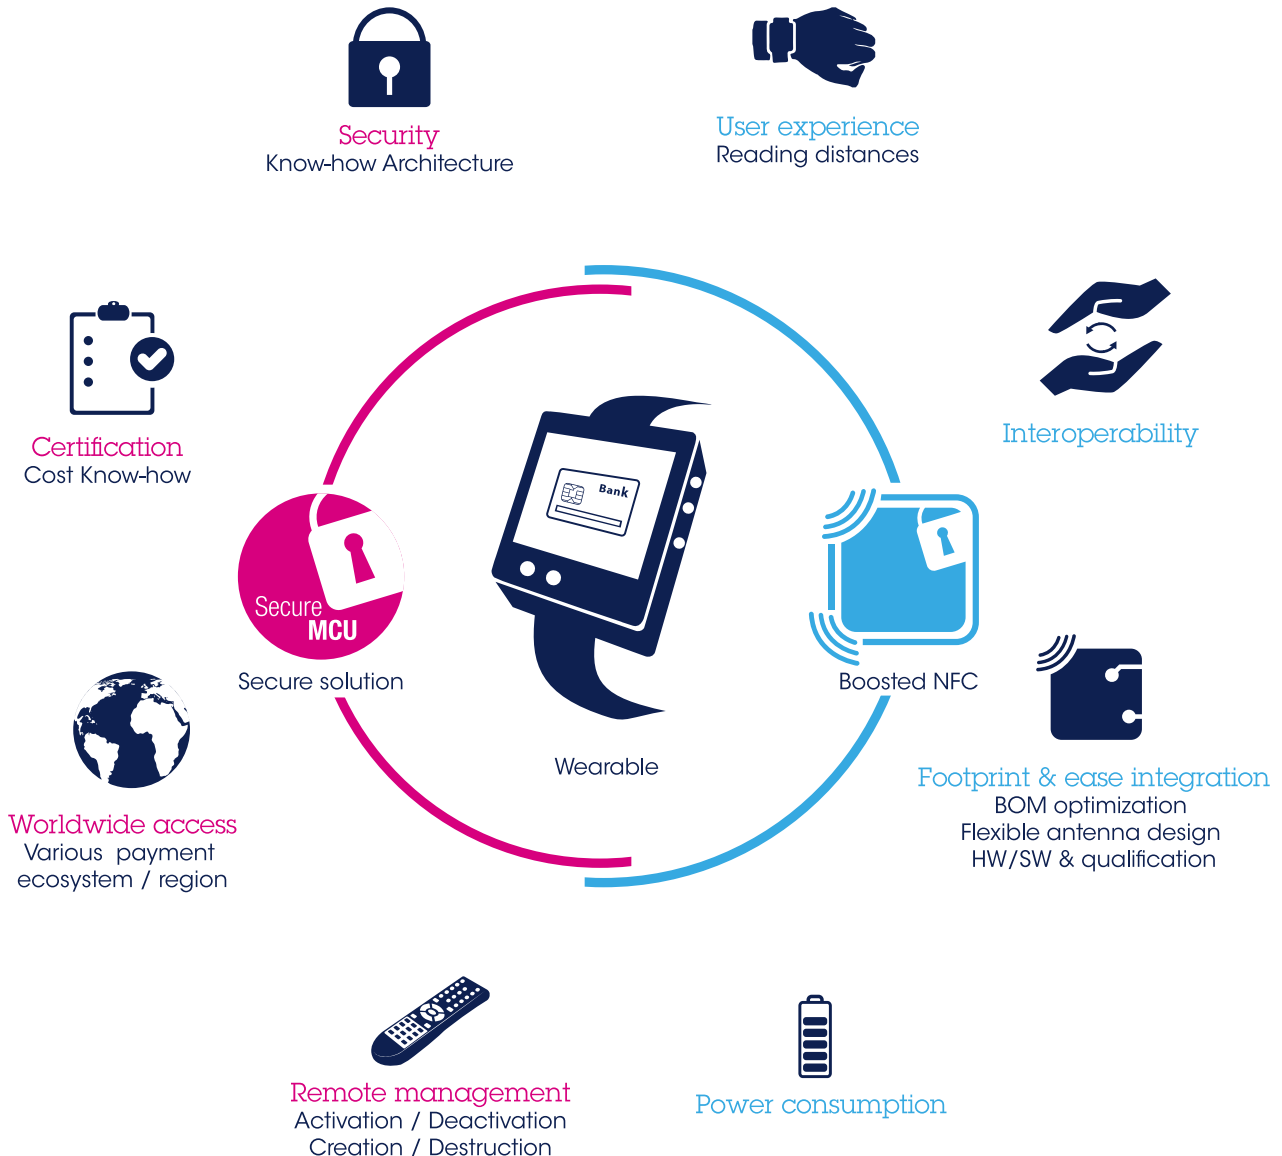 Security
Know-how Architecture
User experience
Reading distances
Certification
Cost Know-how
Interoperability
Bank
Secure
MCU
Secure solution
Boosted NFC
Wearable
Worldwide access
Various payment
ecosystem / region
Footprint & ease integration
BOM optimization
Flexible antenna design
HW/SW & qualification
Remote management
Activation / Deactivation
Creation / Destruction
Power consumption